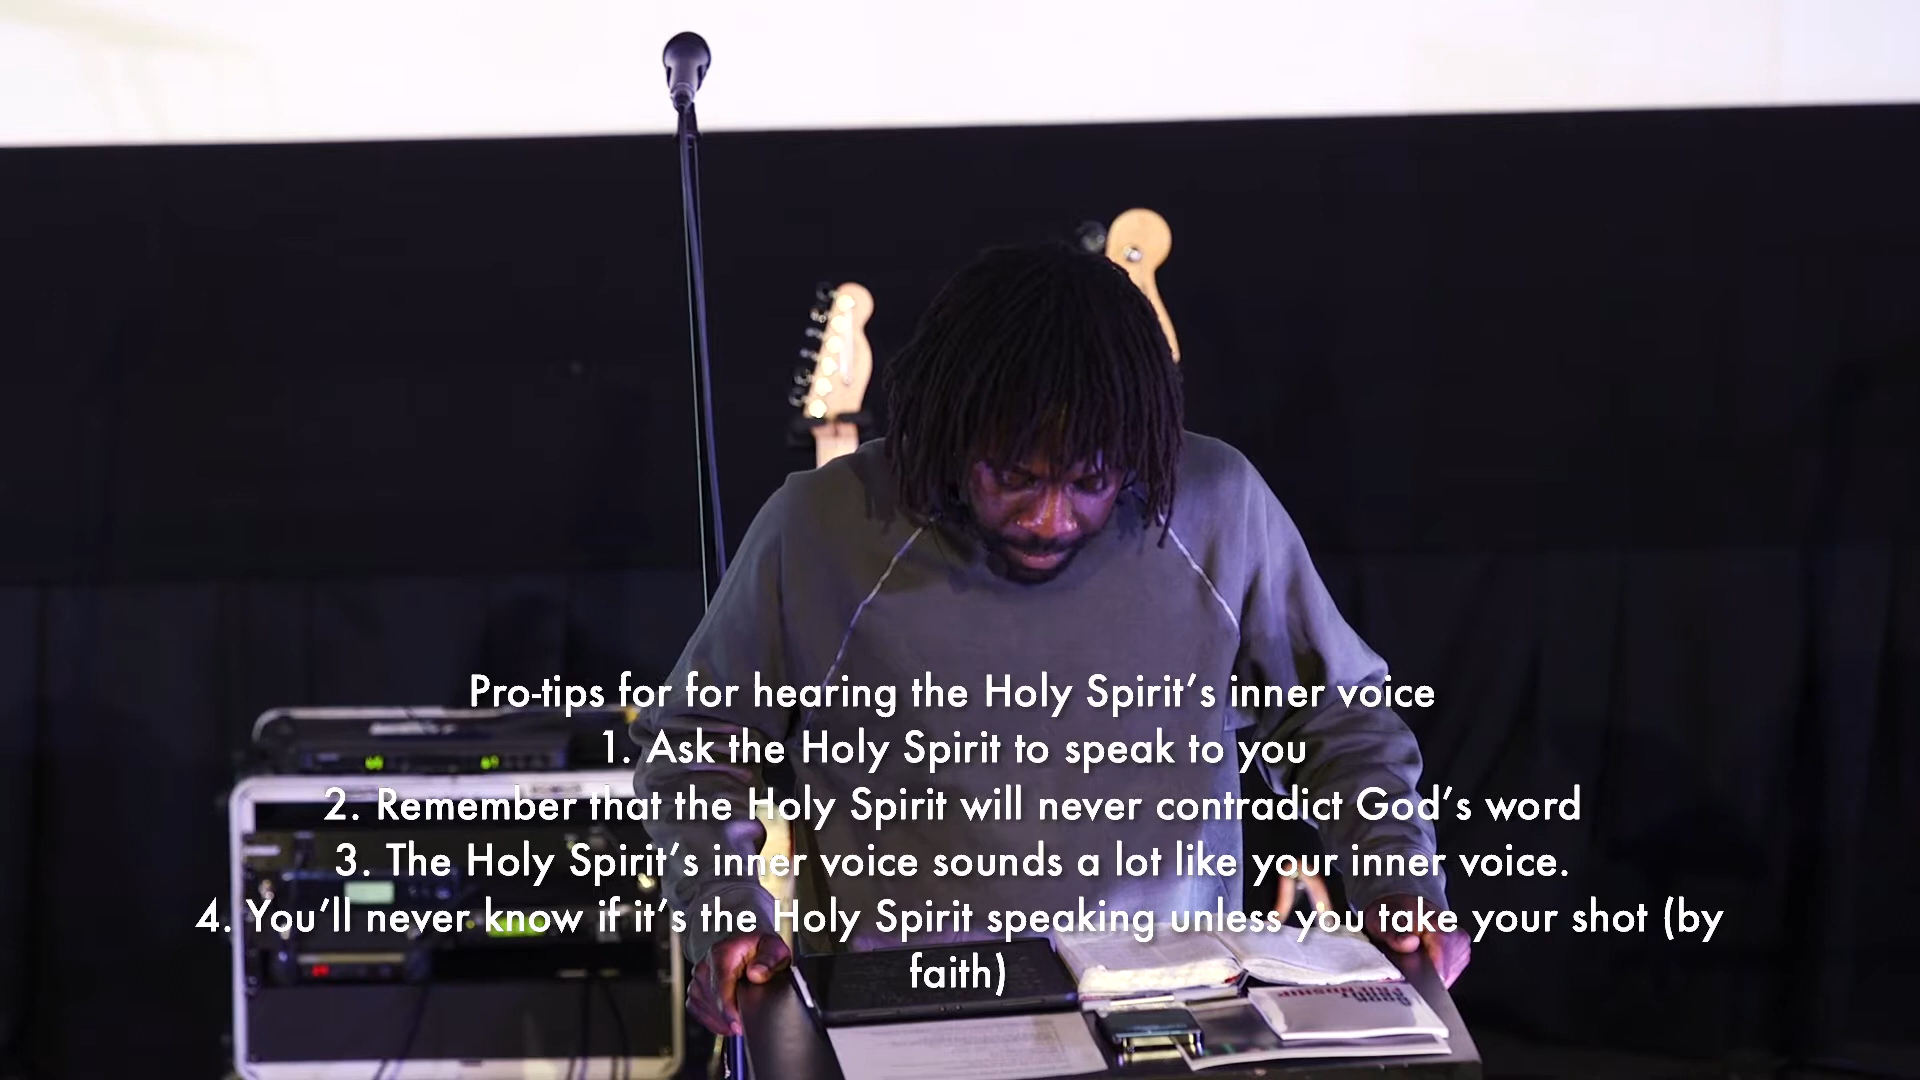 Pro-tips for for hearing the Holy Spirit’s inner voice
1. Ask the Holy Spirit to speak to you
2. Remember that the Holy Spirit will never contradict God’s word
3. The Holy Spirit’s inner voice sounds a lot like your inner voice.
4. You’ll never know if it’s the Holy Spirit speaking unless you take your shot (by
faith)